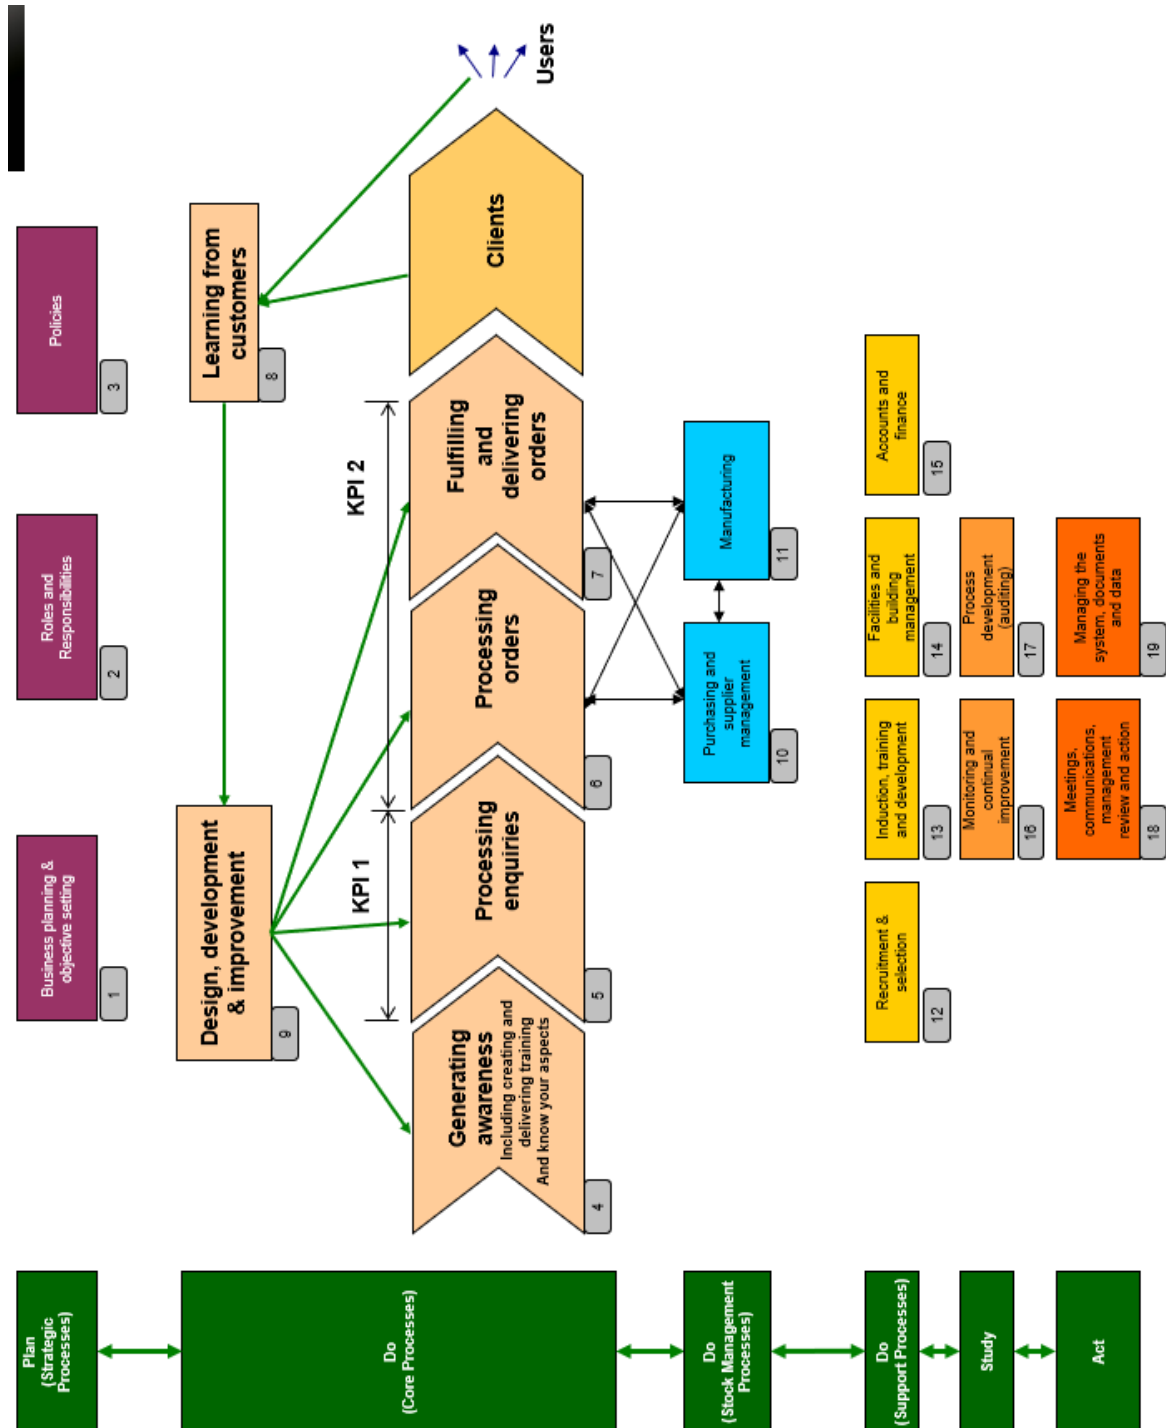 Plan
(Strategic
Processes)
Business planning &
objective setting
1
Roles and
Responsibilities
2
Policies
3
Do
(Core Processes)
Design, development
& improvement
9
Learning from
customers
8
KPI 1
KPI 2
Generating
awareness
Including creating and
delivering training
And know your aspects
4
Processing
enquiries
5
Processing
orders
6
Fulfilling
and
delivering
orders
7
Clients
Users
Do
(Stock Management
Processes)
Purchasing and
supplier
management
10
Manufacturing
11
Do
(Support Processes)
Recruitment &
selection
12
Induction, training
and development
13
Facilities and
building
management
14
Accounts and
finance
15
Study
Monitoring and
continual
improvement
16
Process
development
(auditing)
17
Act
Meetings,
communications,
management
review and action
18
Managing the
system, documents
and data
19